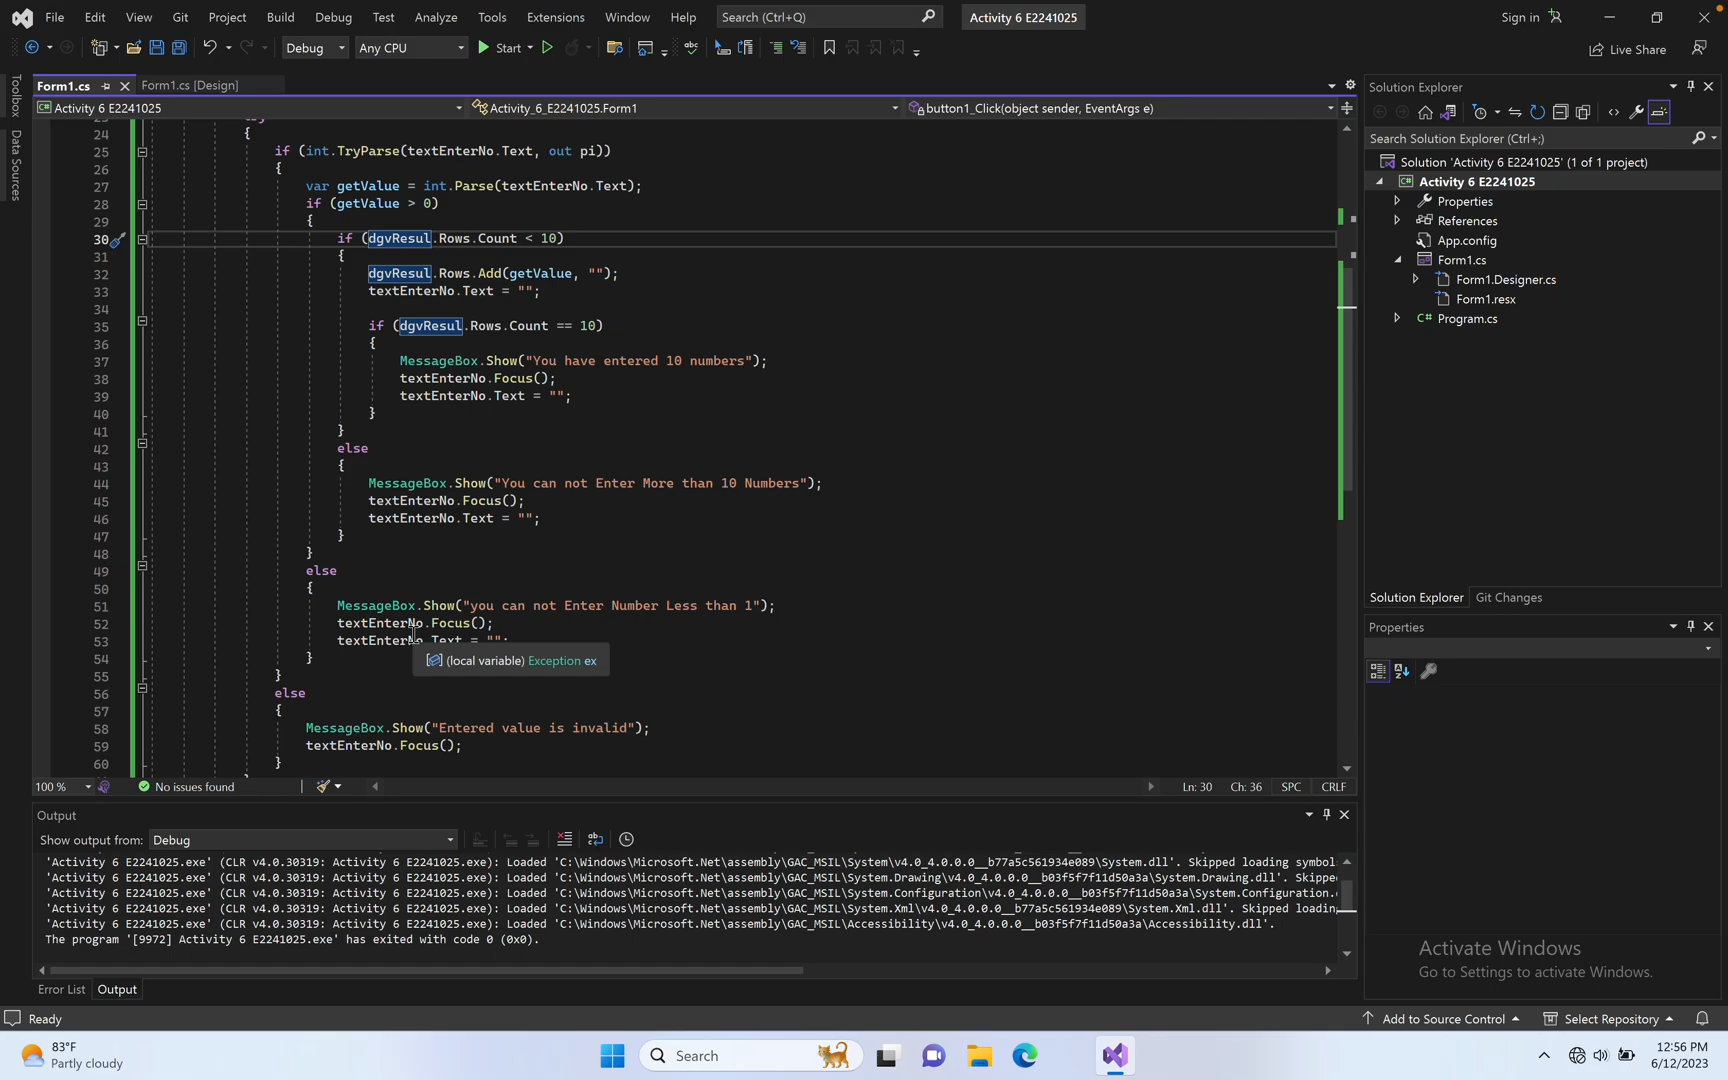 File Edit View Git Project Build Debug Test Analyze Tools Extensions Window Help Search (Ctrl+Q) Activity 6 E2241025 Sign in
Debug Any CPU Start Live Share
Toolbox
Data Sources
Form1.cs Form1.cs [Design]
C# Activity 6 E2241025 Activity_6_E2241025.Form1 button1_Click(object sender, EventArgs e)
24 {
25 if (int.TryParse(textEnterNo.Text, out pi))
26 {
27 var getValue = int.Parse(textEnterNo.Text);
28 if (getValue > 0)
29 {
30 if (dgvResul.Rows.Count < 10)
31 {
32 dgvResul.Rows.Add(getValue, "");
33 textEnterNo.Text = "";
34
35 if (dgvResul.Rows.Count == 10)
36 {
37 MessageBox.Show("You have entered 10 numbers");
38 textEnterNo.Focus();
39 textEnterNo.Text = "";
40 }
41 }
42 else
43 {
44 MessageBox.Show("You can not Enter More than 10 Numbers");
45 textEnterNo.Focus();
46 textEnterNo.Text = "";
47 }
48 }
49 else
50 {
51 MessageBox.Show("you can not Enter Number Less than 1");
52 textEnterNo.Focus();
53 textEnterNo.Text = "";
(local variable) Exception ex
54 }
55 }
56 else
57 {
58 MessageBox.Show("Entered value is invalid");
59 textEnterNo.Focus();
60 }
100 % No issues found Ln: 30 Ch: 36 SPC CRLF
Output
Show output from: Debug
'Activity 6 E2241025.exe' (CLR v4.0.30319: Activity 6 E2241025.exe): Loaded 'C:\Windows\Microsoft.Net\assembly\GAC_MSIL\System\v4.0_4.0.0.0__b77a5c561934e089\System.dll'. Skipped loading symbol
'Activity 6 E2241025.exe' (CLR v4.0.30319: Activity 6 E2241025.exe): Loaded 'C:\Windows\Microsoft.Net\assembly\GAC_MSIL\System.Drawing\v4.0_4.0.0.0__b03f5f7f11d50a3a\System.Drawing.dll'. Skippe
'Activity 6 E2241025.exe' (CLR v4.0.30319: Activity 6 E2241025.exe): Loaded 'C:\Windows\Microsoft.Net\assembly\GAC_MSIL\System.Configuration\v4.0_4.0.0.0__b03f5f7f11d50a3a\System.Configuration.
'Activity 6 E2241025.exe' (CLR v4.0.30319: Activity 6 E2241025.exe): Loaded 'C:\Windows\Microsoft.Net\assembly\GAC_MSIL\System.Xml\v4.0_4.0.0.0__b77a5c561934e089\System.Xml.dll'. Skipped loadin
'Activity 6 E2241025.exe' (CLR v4.0.30319: Activity 6 E2241025.exe): Loaded 'C:\Windows\Microsoft.Net\assembly\GAC_MSIL\Accessibility\v4.0_4.0.0.0__b03f5f7f11d50a3a\Accessibility.dll'.
The program '[9972] Activity 6 E2241025.exe' has exited with code 0 (0x0).
Error List Output
Solution Explorer
Search Solution Explorer (Ctrl+;)
Solution 'Activity 6 E2241025' (1 of 1 project)
C# Activity 6 E2241025
Properties
References
App.config
Form1.cs
Form1.Designer.cs
Form1.resx
C# Program.cs
Solution Explorer Git Changes
Properties
Activate Windows
Go to Settings to activate Windows.
Ready Add to Source Control Select Repository
83°F
Partly cloudy
Search
12:56 PM
6/12/2023